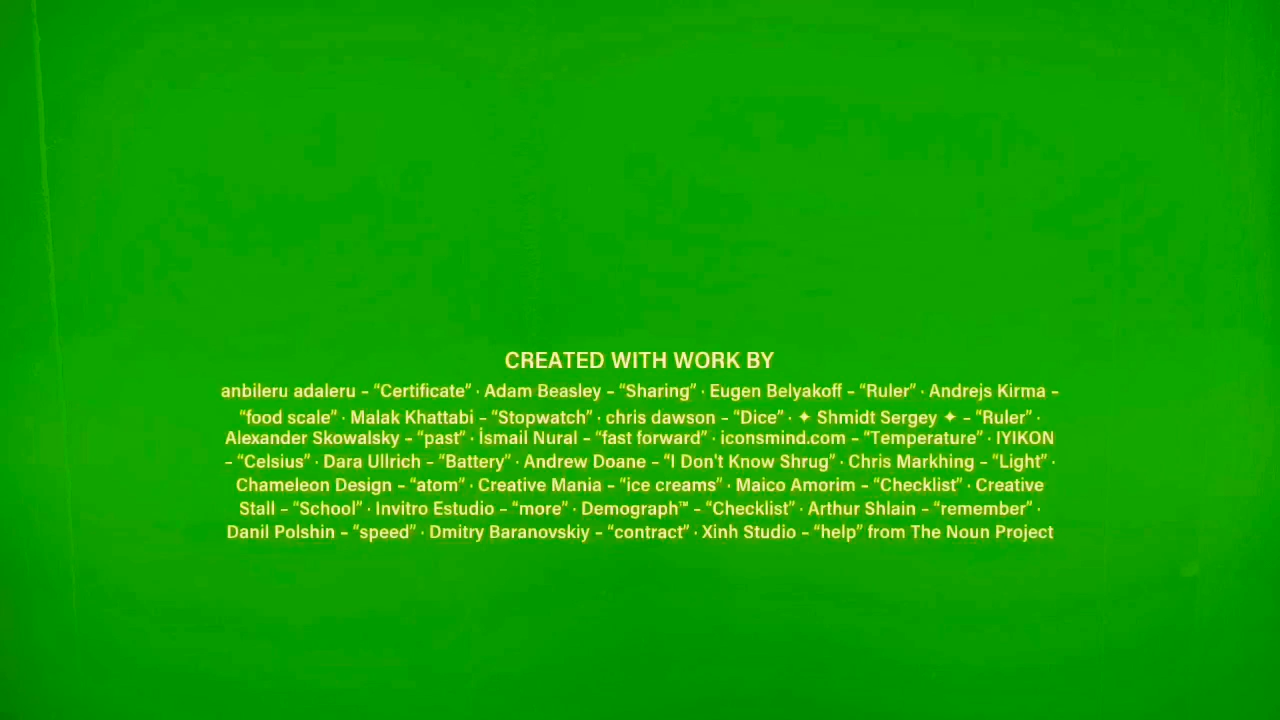 CREATED WITH WORK BY
anbileru adaleru – “Certificate” · Adam Beasley – “Sharing” · Eugen Belyakoff – “Ruler” · Andrejs Kirma –
“food scale” · Malak Khattabi – “Stopwatch” · chris dawson – “Dice” · ✦ Shmidt Sergey ✦ – “Ruler” ·
Alexander Skowalsky – “past” · İsmail Nural – “fast forward” · iconsmind.com – “Temperature” · IYIKON
– “Celsius” · Dara Ullrich – “Battery” · Andrew Doane – “I Don't Know Shrug” · Chris Markhing – “Light” ·
Chameleon Design – “atom” · Creative Mania – “ice creams” · Maico Amorim – “Checklist” · Creative
Stall – “School” · Invitro Estudio – “more” · Demograph™ – “Checklist” · Arthur Shlain – “remember” ·
Danil Polshin – “speed” · Dmitry Baranovskiy – “contract” · Xinh Studio – “help” from The Noun Project